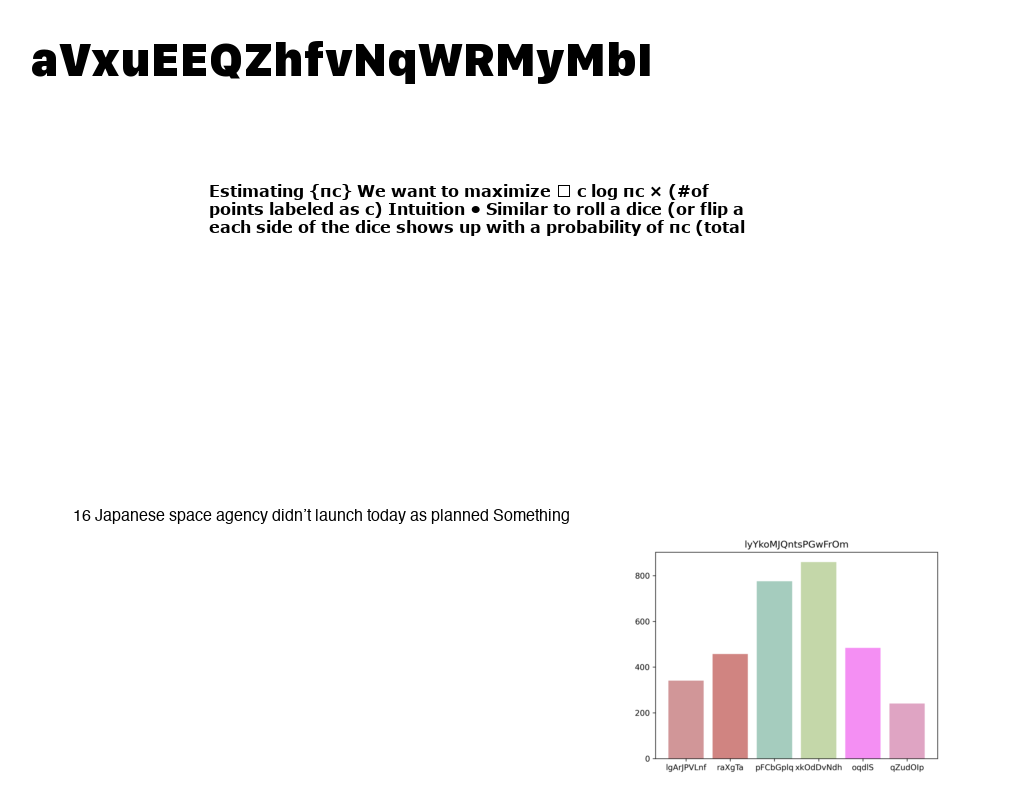 aVxuEEQZhfvNqWRMyMbI
Estimating {πc} We want to maximize □ c log πc × (#of
points labeled as c) Intuition • Similar to roll a dice (or flip a
each side of the dice shows up with a probability of πc (total
16 Japanese space agency didn’t launch today as planned Something
lyYkoMJQntsPGwFrOm
800
600
400
200
0
lgArJPVLnf raXgTa pFCbGplq xkOdDvNdh oqdlS qZudOlp